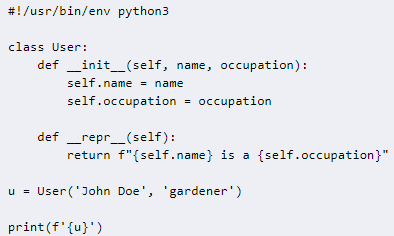 #!/usr/bin/env python3

class User:
    def __init__(self, name, occupation):
        self.name = name
        self.occupation = occupation

    def __repr__(self):
        return f"{self.name} is a {self.occupation}"

u = User('John Doe', 'gardener')

print(f'{u}')